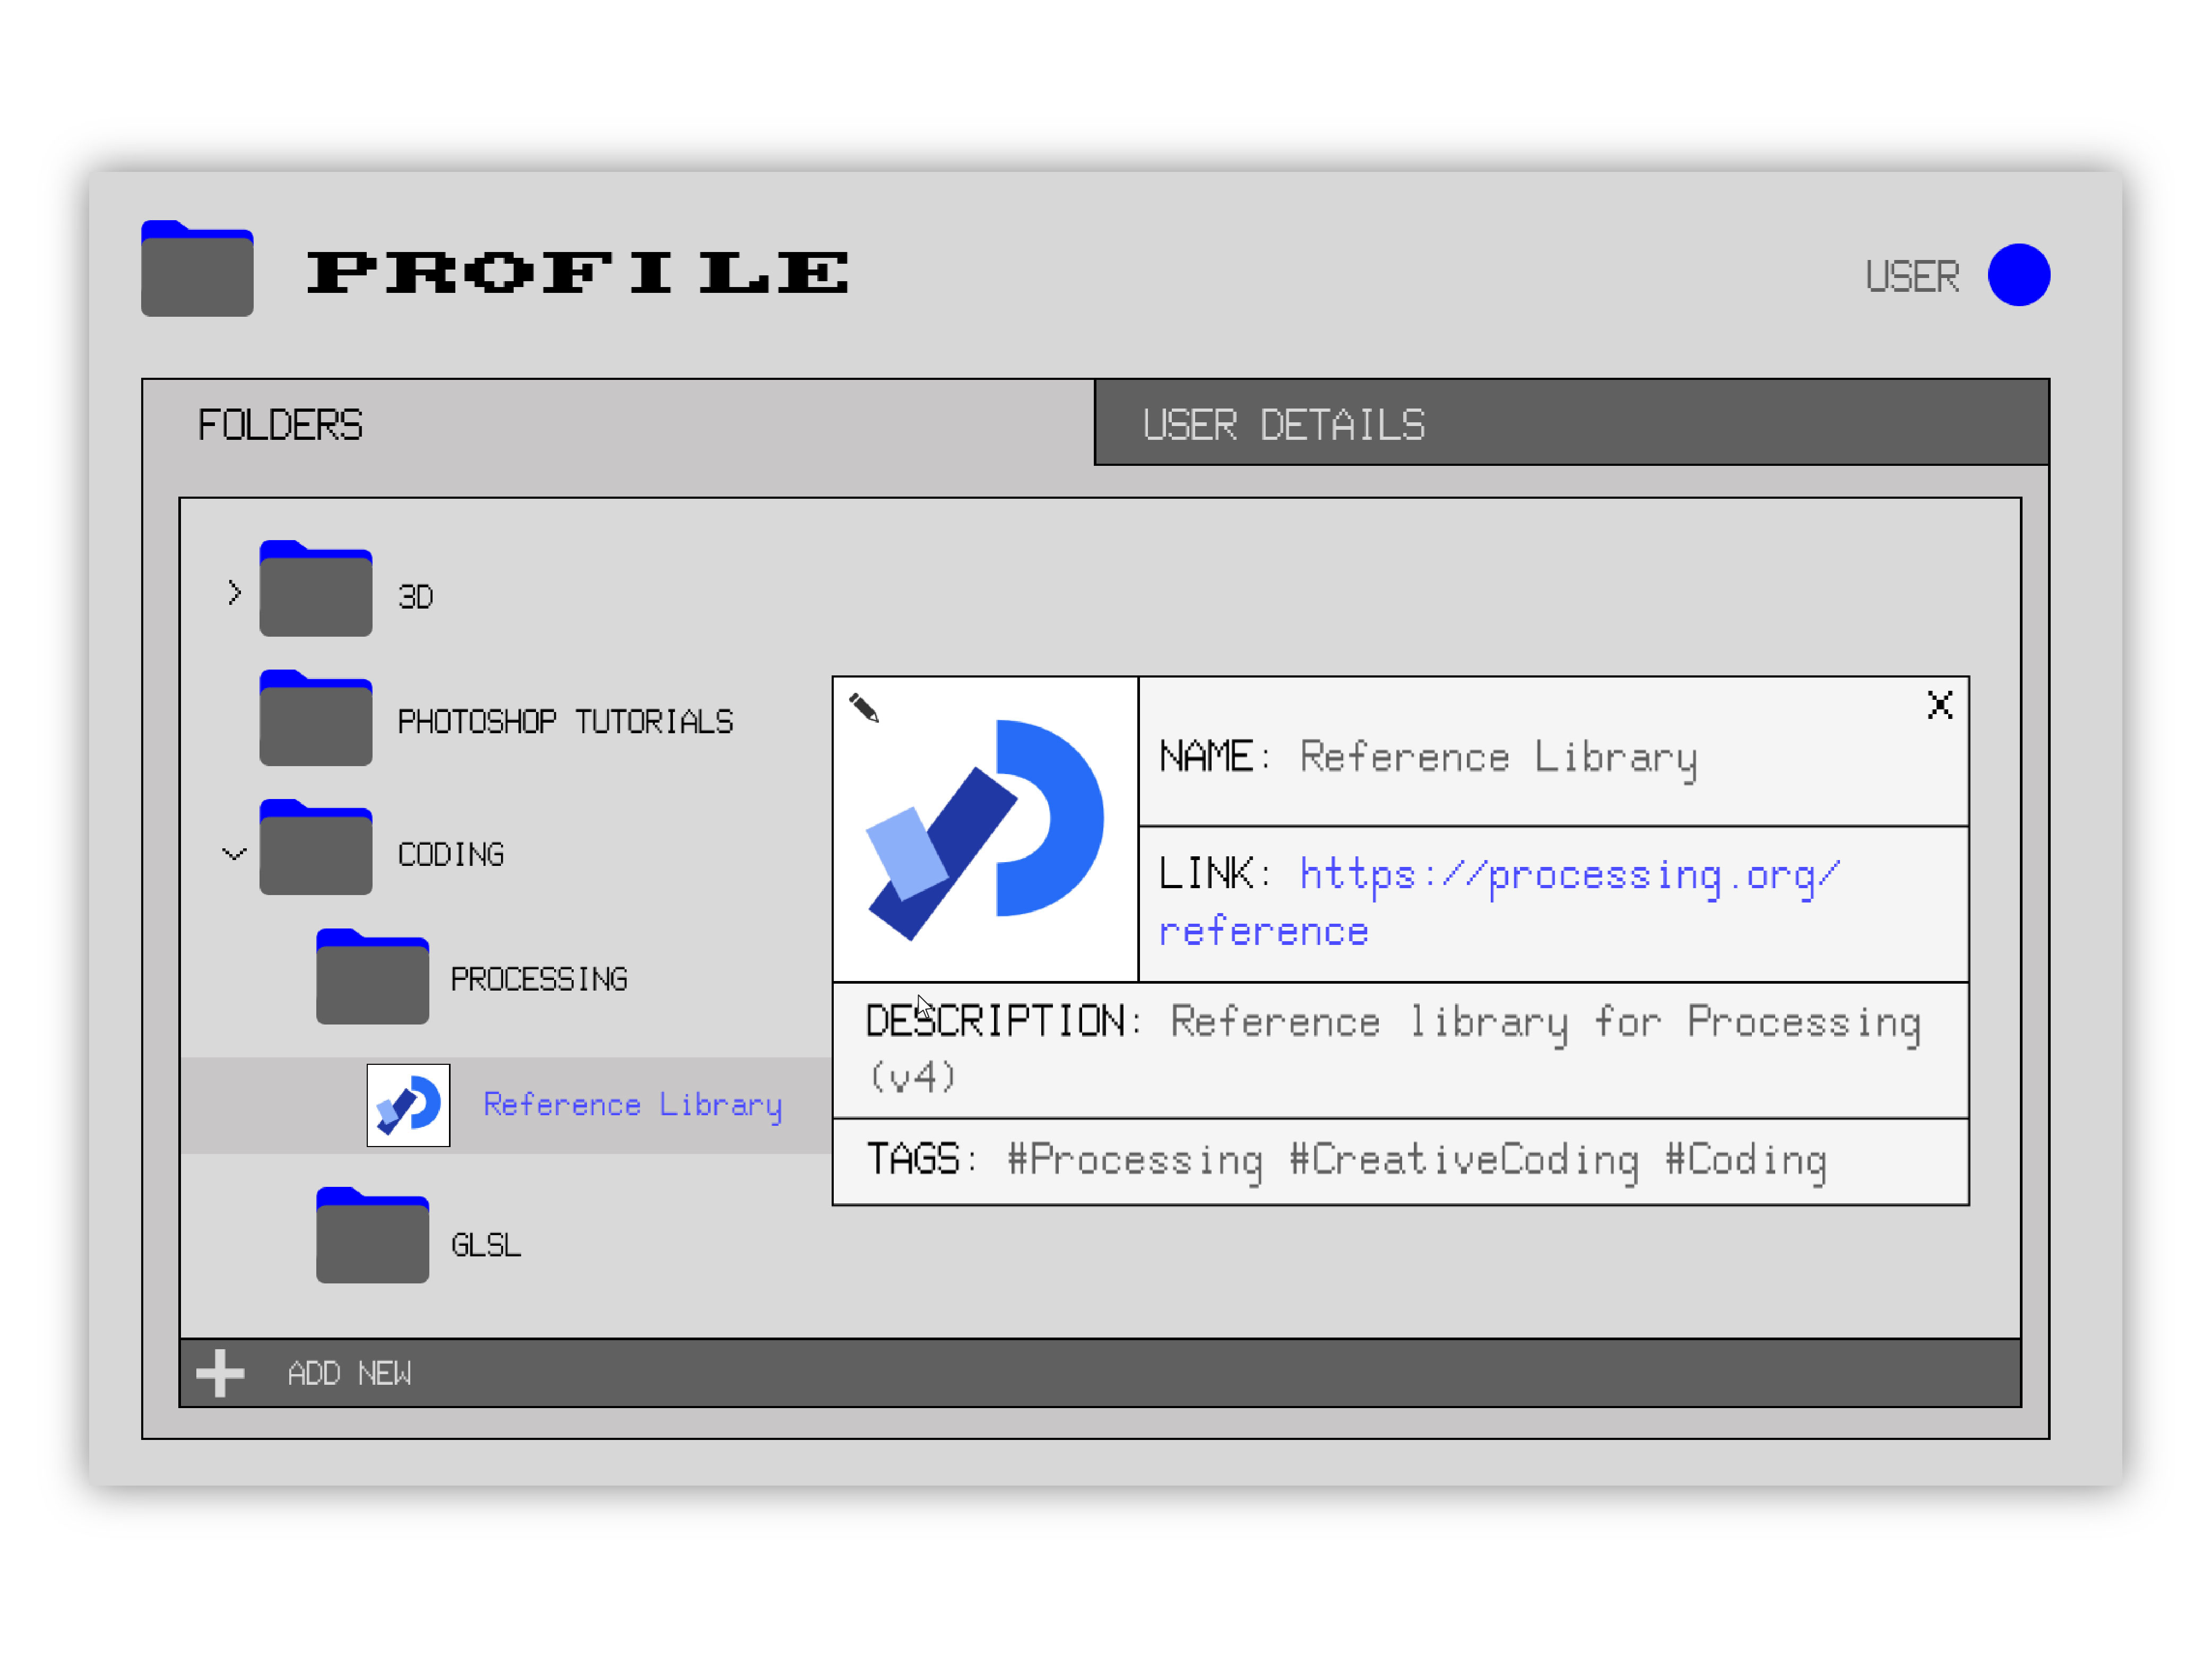 PROFILE
USER
FOLDERS
USER DETAILS
3D
PHOTOSHOP TUTORIALS
CODING
PROCESSING
Reference Library
GLSL
NAME: Reference Library
X
LINK: https://processing.org/
reference
DESCRIPTION: Reference library for Processing
(v4)
TAGS: #Processing #CreativeCoding #Coding
ADD NEW